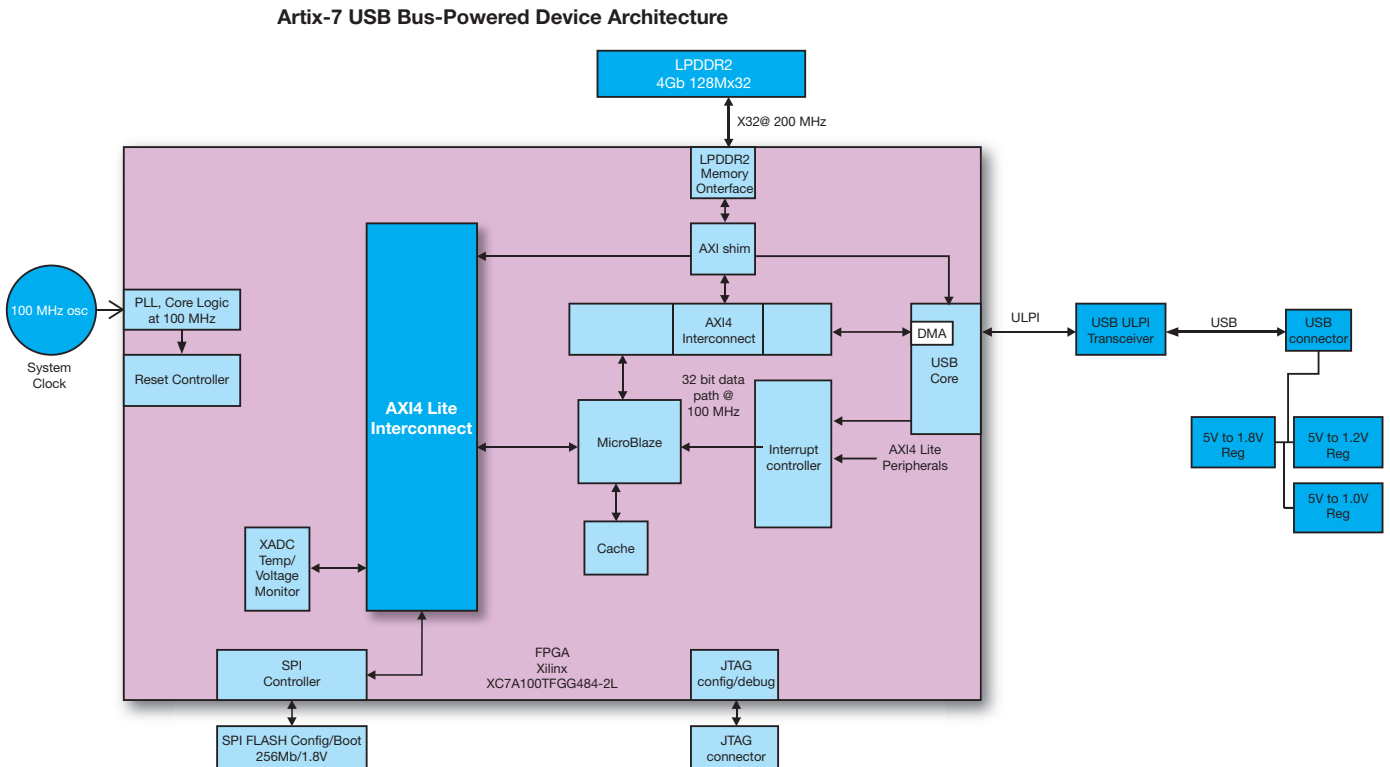 Artix-7 USB Bus-Powered Device Architecture
LPDDR2
4Gb 128Mx32
X32@ 200 MHz
LPDDR2
Memory
Onterface
AXI shim
100 MHz osc
System
Clock
PLL, Core Logic
at 100 MHz
Reset Controller
AXI4 Lite
Interconnect
AXI4
Interconnect
DMA
USB
Core
ULPI
USB ULPI
Transceiver
USB
USB
connector
32 bit data
path @
100 MHz
MicroBlaze
Interrupt
controller
AXI4 Lite
Peripherals
5V to 1.8V
Reg
5V to 1.2V
Reg
5V to 1.0V
Reg
Cache
XADC
Temp/
Voltage
Monitor
SPI
Controller
FPGA
Xilinx
XC7A100TFGG484-2L
JTAG
config/debug
SPI FLASH Config/Boot
256Mb/1.8V
JTAG
connector